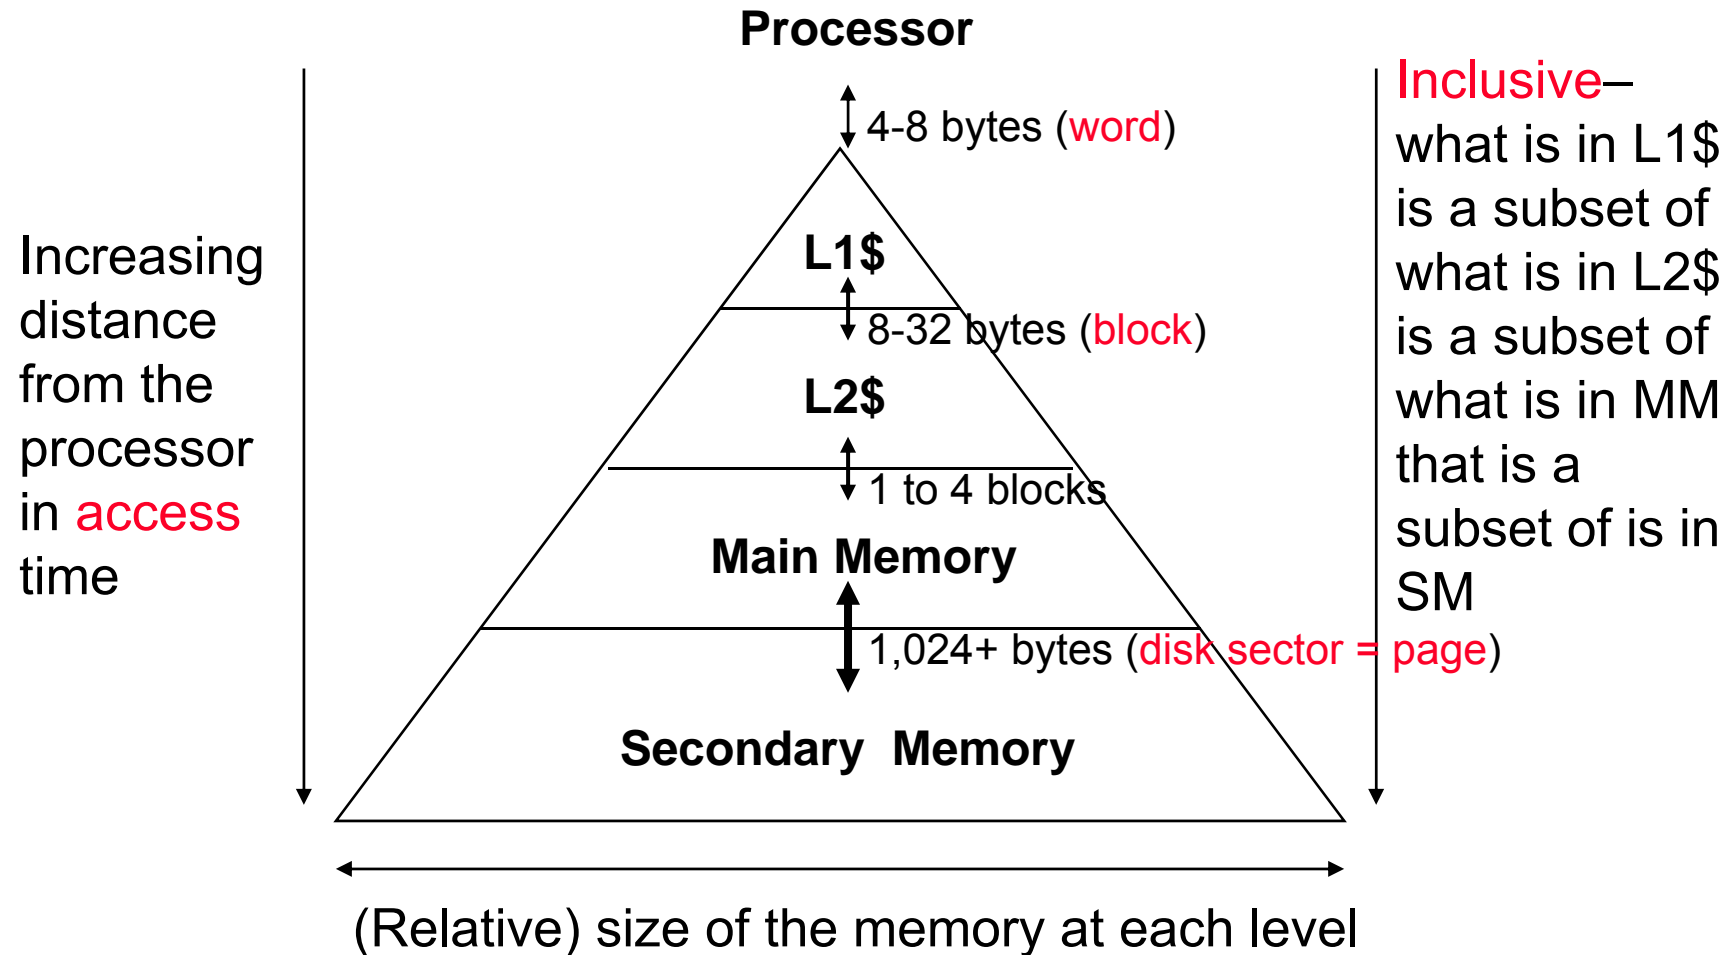 Processor
4-8 bytes (word)
L1$
8-32 bytes (block)
L2$
1 to 4 blocks
Main Memory
1,024+ bytes (disk sector = page)
Secondary Memory
Increasing
distance
from the
processor
in access
time
Inclusive–
what is in L1$
is a subset of
what is in L2$
is a subset of
what is in MM
that is a
subset of is in
SM
(Relative) size of the memory at each level